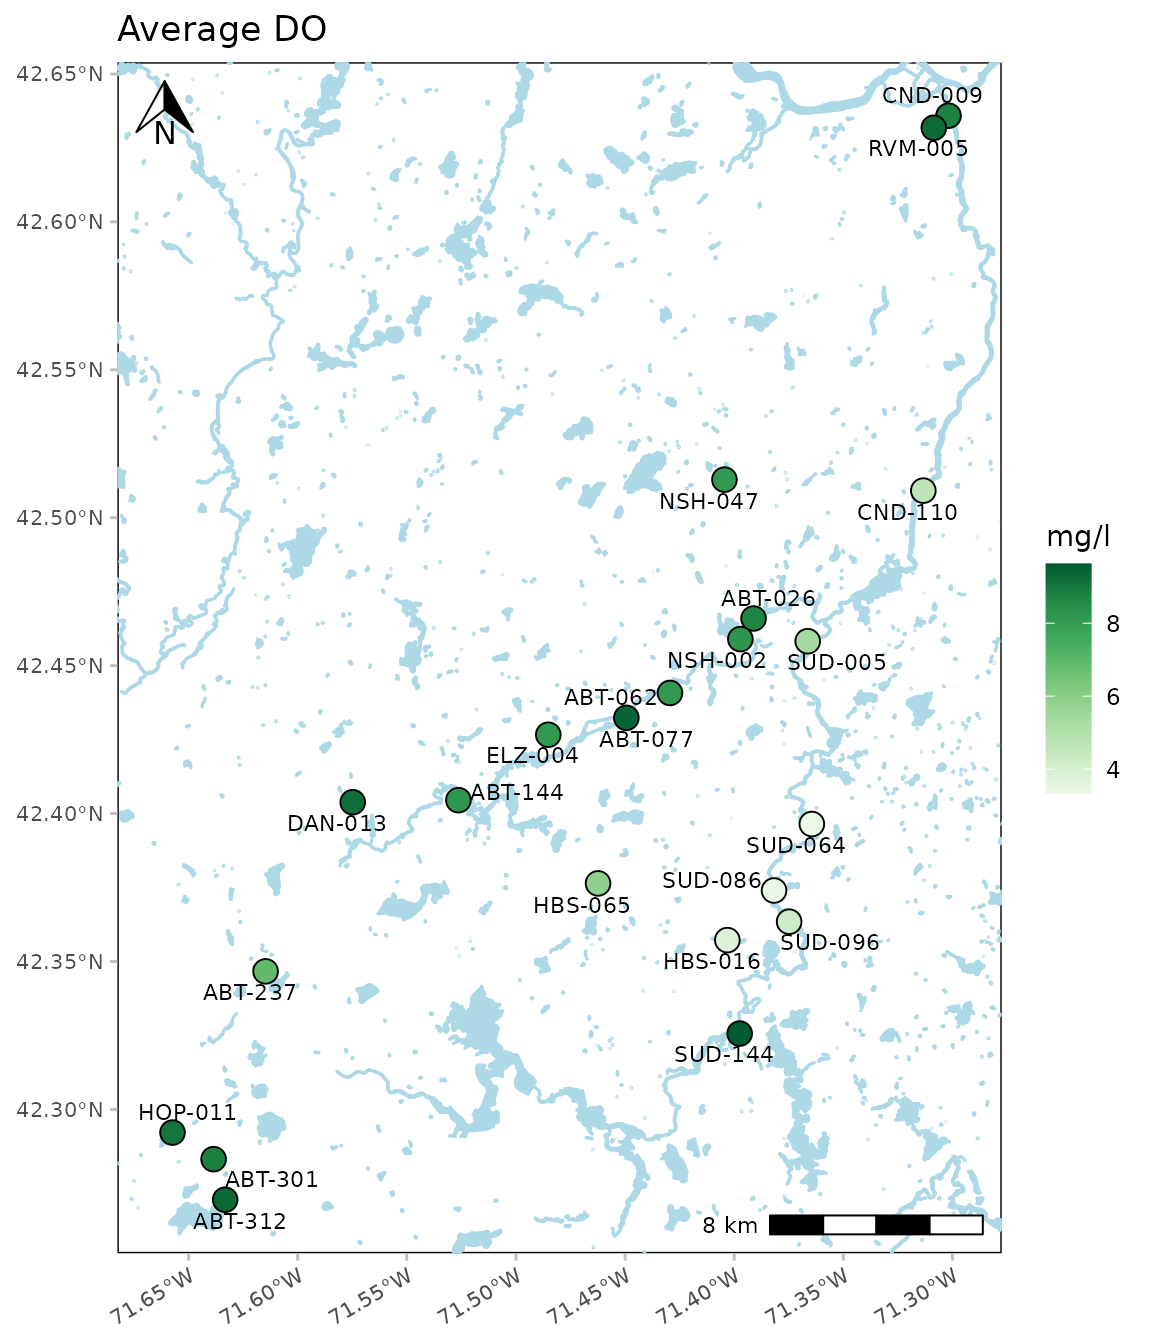 Average DO
42.65°N
42.60°N
42.55°N
42.50°N
42.45°N
42.40°N
42.35°N
42.30°N
N
CND-009
RVM-005
NSH-047
CND-110
ABT-026
NSH-002
SUD-005
ABT-062
ABT-077
ELZ-004
ABT-144
DAN-013
SUD-064
SUD-086
HBS-065
SUD-096
HBS-016
ABT-237
SUD-144
HOP-011
ABT-301
ABT-312
8 km
71.65°W
71.60°W
71.55°W
71.50°W
71.45°W
71.40°W
71.35°W
71.30°W
mg/l
8
6
4